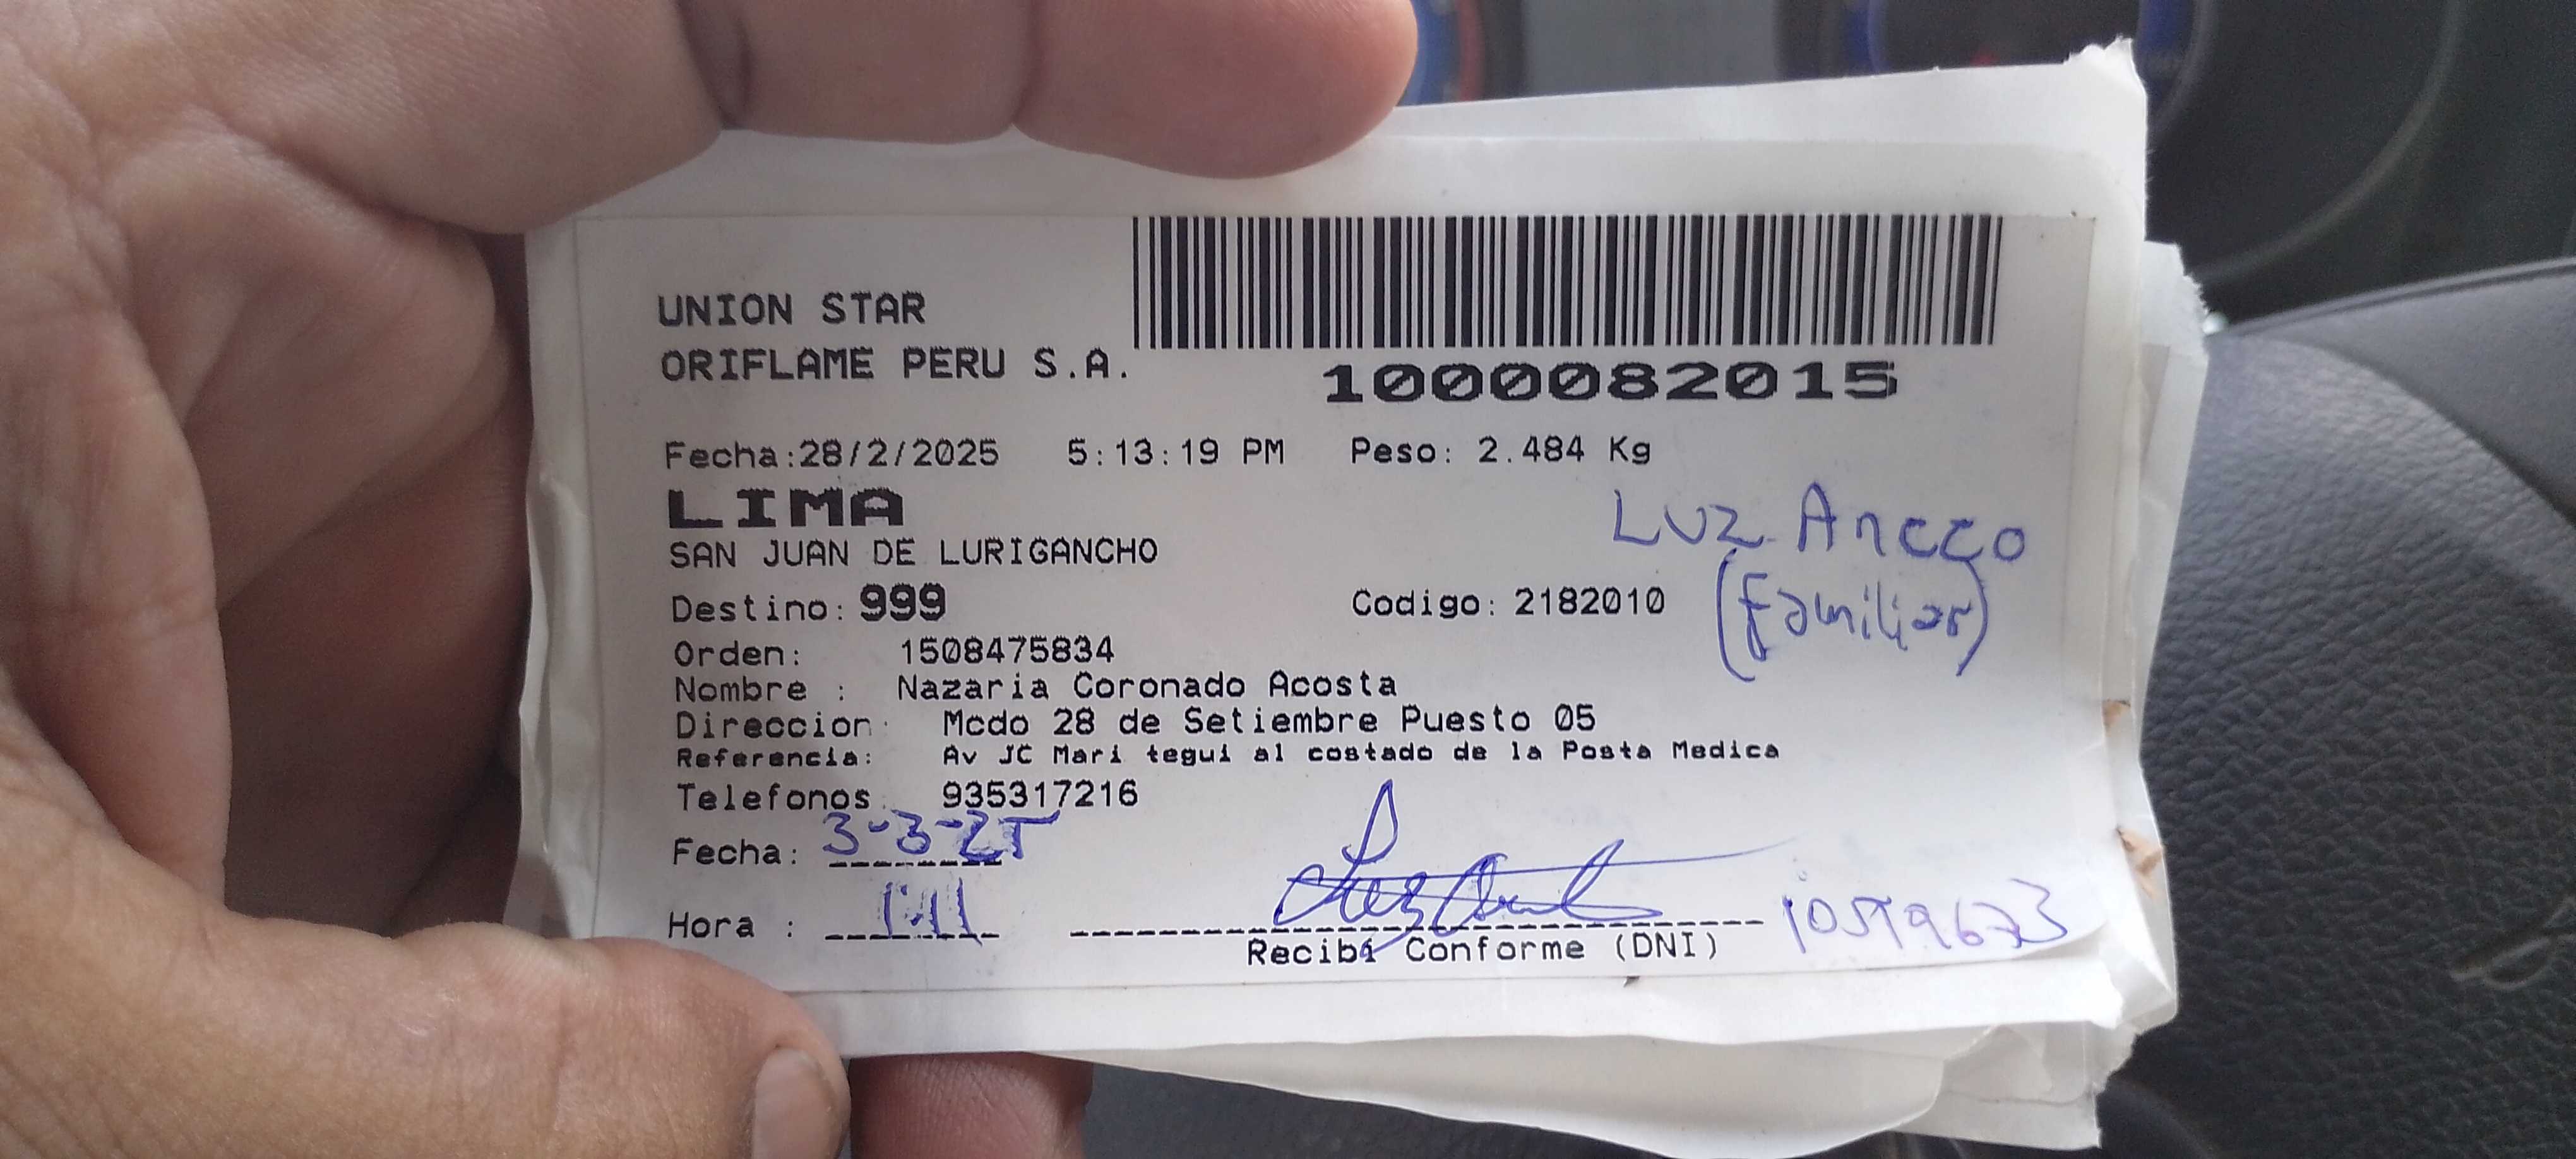 UNION STAR
ORIFLAME PERU S.A.
1000082015
Fecha:28/2/2025 5:13:19 PM Peso: 2.484 Kg
LIMA
Luz Ancco
SAN JUAN DE LURIGANCHO
(familiar)
Destino: 999 Codigo: 2182010
Orden: 1508475834
Nombre : Nazaria Coronado Acosta
Direccion: Mcdo 28 de Setiembre Puesto 05
Referencia: Av JC Mari tegui al costado de la Posta Medica
Telefonos: 935317216
Fecha: 3-3-25
Hora : 1:11
Recibí Conforme (DNI)